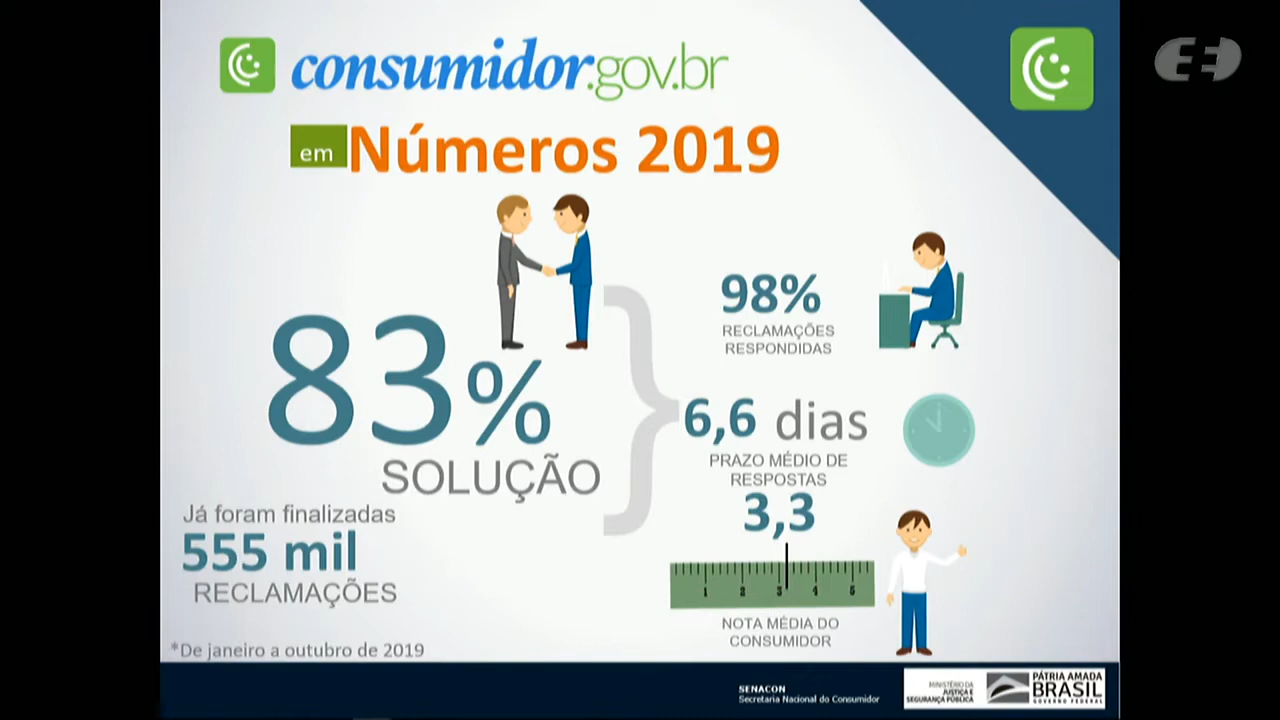 consumidor.gov.br
em Números 2019
83%
SOLUÇÃO
98%
RECLAMAÇÕES
RESPONDIDAS
6,6 dias
PRAZO MÉDIO DE
RESPOSTAS
3,3
1 2 3 4 5
NOTA MÉDIA DO
CONSUMIDOR
Já foram finalizadas
555 mil
RECLAMAÇÕES
*De janeiro a outubro de 2019
SENACON
Secretaria Nacional do Consumidor
MINISTÉRIO DA
JUSTIÇA E
SEGURANÇA PÚBLICA
PÁTRIA AMADA
BRASIL
GOVERNO FEDERAL